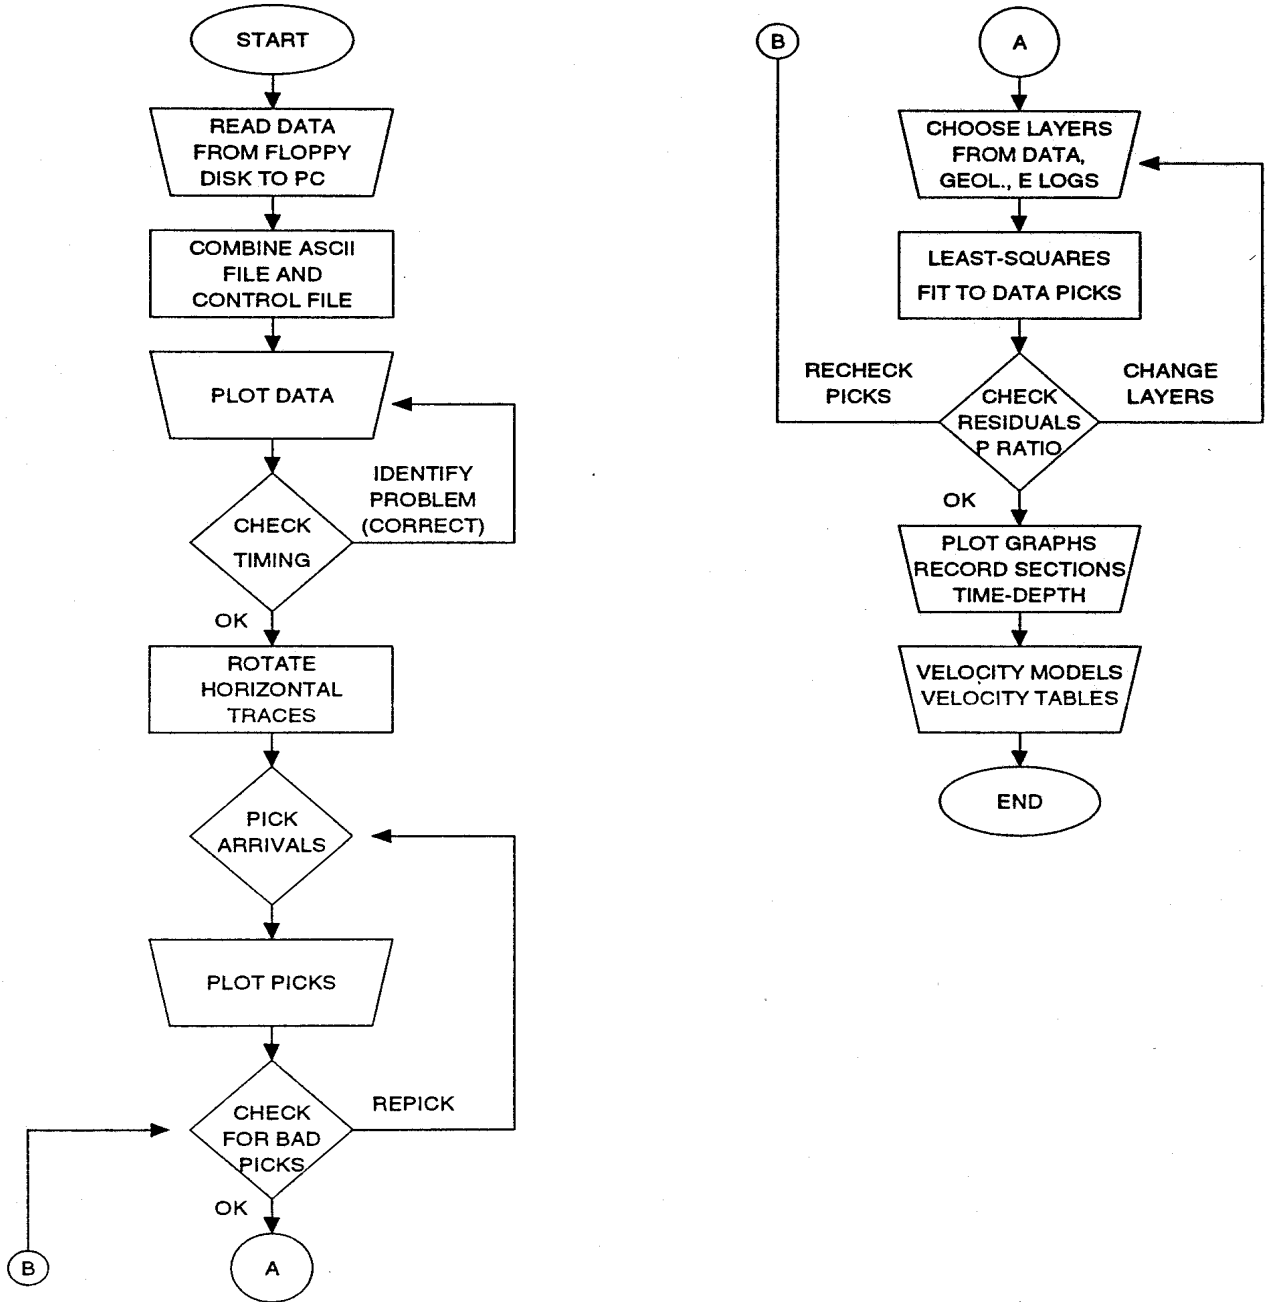 START
READ DATA
FROM FLOPPY
DISK TO PC
COMBINE ASCII
FILE AND
CONTROL FILE
PLOT DATA
IDENTIFY
PROBLEM
(CORRECT)
CHECK
TIMING
OK
ROTATE
HORIZONTAL
TRACES
PICK
ARRIVALS
PLOT PICKS
REPICK
CHECK
FOR BAD
PICKS
OK
B
A
B
A
CHOOSE LAYERS
FROM DATA,
GEOL., E LOGS
LEAST-SQUARES
FIT TO DATA PICKS
RECHECK
PICKS
CHANGE
LAYERS
CHECK
RESIDUALS
P RATIO
OK
PLOT GRAPHS
RECORD SECTIONS
TIME-DEPTH
VELOCITY MODELS
VELOCITY TABLES
END